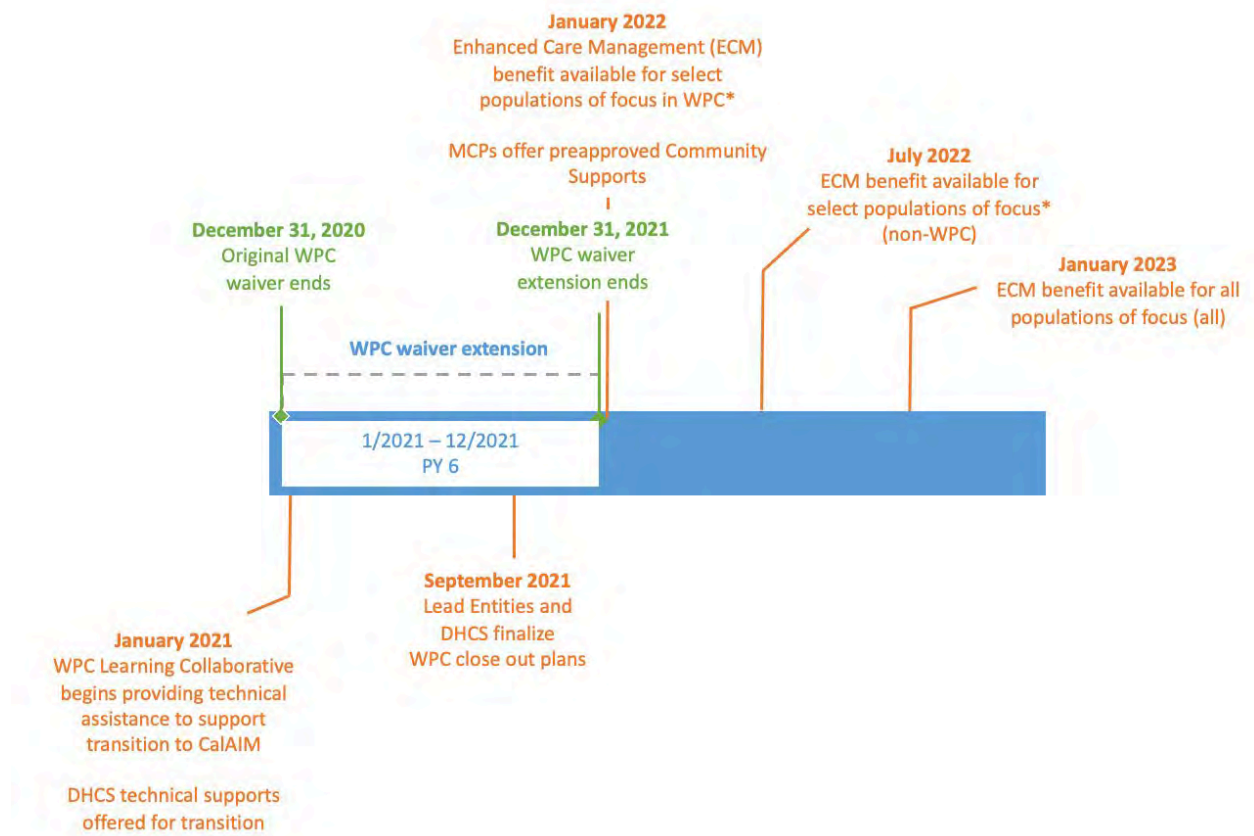 January 2022
Enhanced Care Management (ECM)
benefit available for select
populations of focus in WPC*
MCPs offer preapproved Community
Supports
July 2022
ECM benefit available for
select populations of focus*
(non-WPC)
December 31, 2020
Original WPC
waiver ends
December 31, 2021
WPC waiver
extension ends
January 2023
ECM benefit available for all
populations of focus (all)
WPC waiver extension
1/2021 – 12/2021
PY 6
September 2021
Lead Entities and
DHCS finalize
WPC close out plans
January 2021
WPC Learning Collaborative
begins providing technical
assistance to support
transition to CalAIM
DHCS technical supports
offered for transition